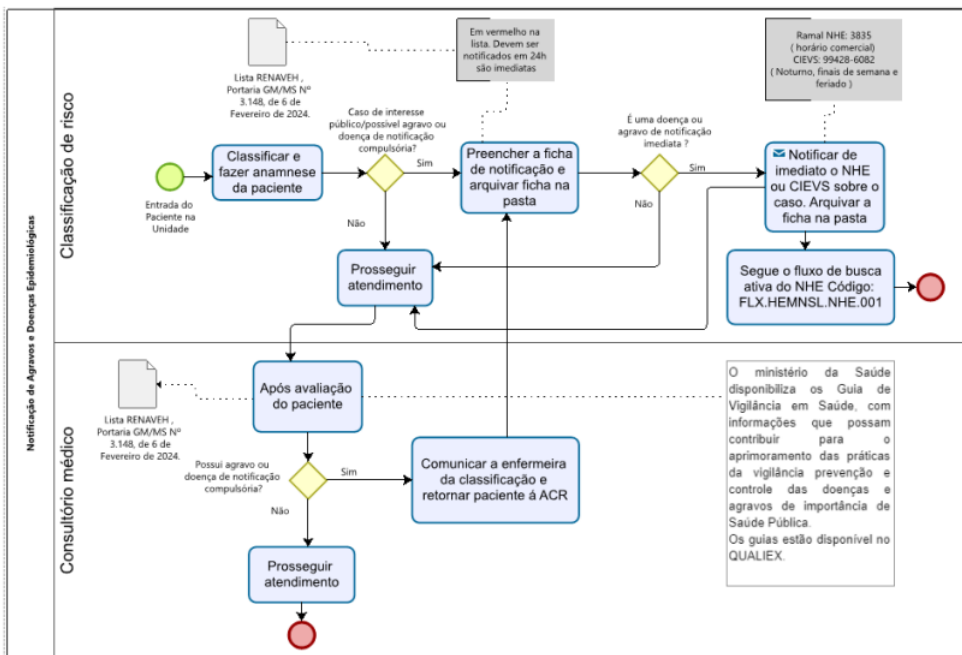 Notificação de Agravos e Doenças Epidemiológicas
Classificação de risco
Lista RENAVEH ,
Portaria GM/MS Nº
3.148, de 6 de
Fevereiro de 2024.
Em vermelho na
lista. Devem ser
notificados em 24h
são imediatas
Ramal NHE: 3835
( horário comercial)
CIEVS: 99428-6082
( Noturno, finais de semana e
feriado )
Entrada do
Paciente na
Unidade
Classificar e
fazer anamnese
da paciente
Caso de interesse
público/possivel agravo ou
doença de notificação
compulsória?
Sim
Não
Preencher a ficha
de notificação e
arquivar ficha na
pasta
É uma doença ou
agravo de notificação
imediata ?
Sim
Não
Notificar de
imediato o NHE
ou CIEVS sobre o
caso. Arquivar a
ficha na pasta
Prosseguir
atendimento
Segue o fluxo de busca
ativa do NHE Código:
FLX.HEMNSL.NHE.001
Consultório médico
Lista RENAVEH ,
Portaria GM/MS Nº
3.148, de 6 de
Fevereiro de 2024.
Após avaliação
do paciente
Possui agravo ou
doença de notificação
compulsória?
Sim
Não
Comunicar a enfermeira
da classificação e
retornar paciente á ACR
Prosseguir
atendimento
O ministério da Saúde
disponibiliza os Guia de
Vigilância em Saúde, com
informações que possam
contribuir para o
aprimoramento das práticas
da vigilância prevenção e
controle das doenças e
agravos de importância de
Saúde Pública.
Os guias estão disponível no
QUALIEX.